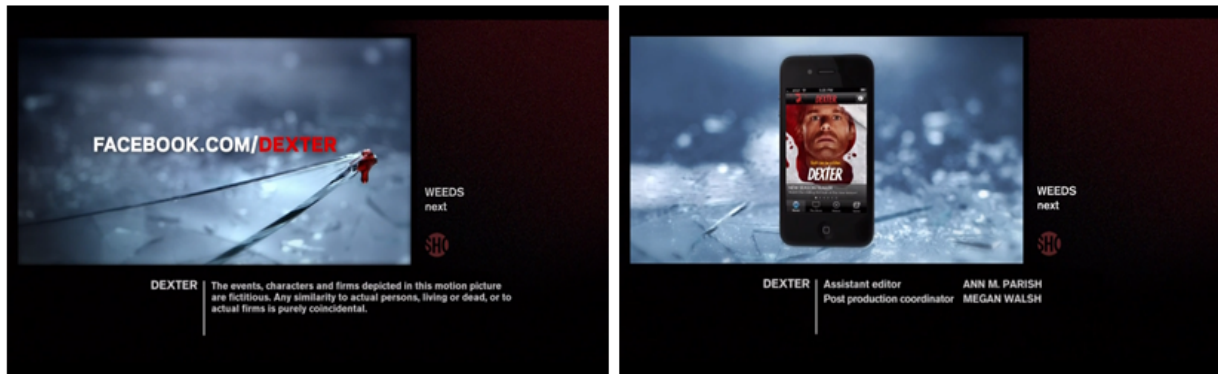 FACEBOOK.COM/DEXTER
WEEDS
next
SHO
DEXTER
The events, characters and firms depicted in this motion picture
are fictitious. Any similarity to actual persons, living or dead, or to
actual firms is purely coincidental.
DEXTER
DEXTER
WEEDS
next
SHO
DEXTER
Assistant editor ANN M. PARISH
Post production coordinator MEGAN WALSH